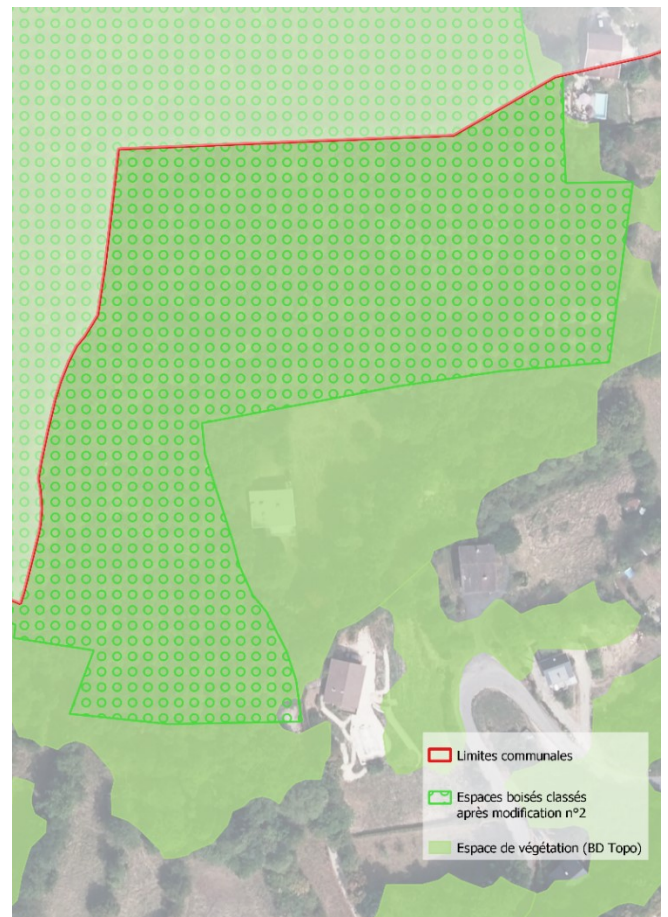 Limites communales
Espaces boisés classés
après modification n°2
Espace de végétation (BD Topo)